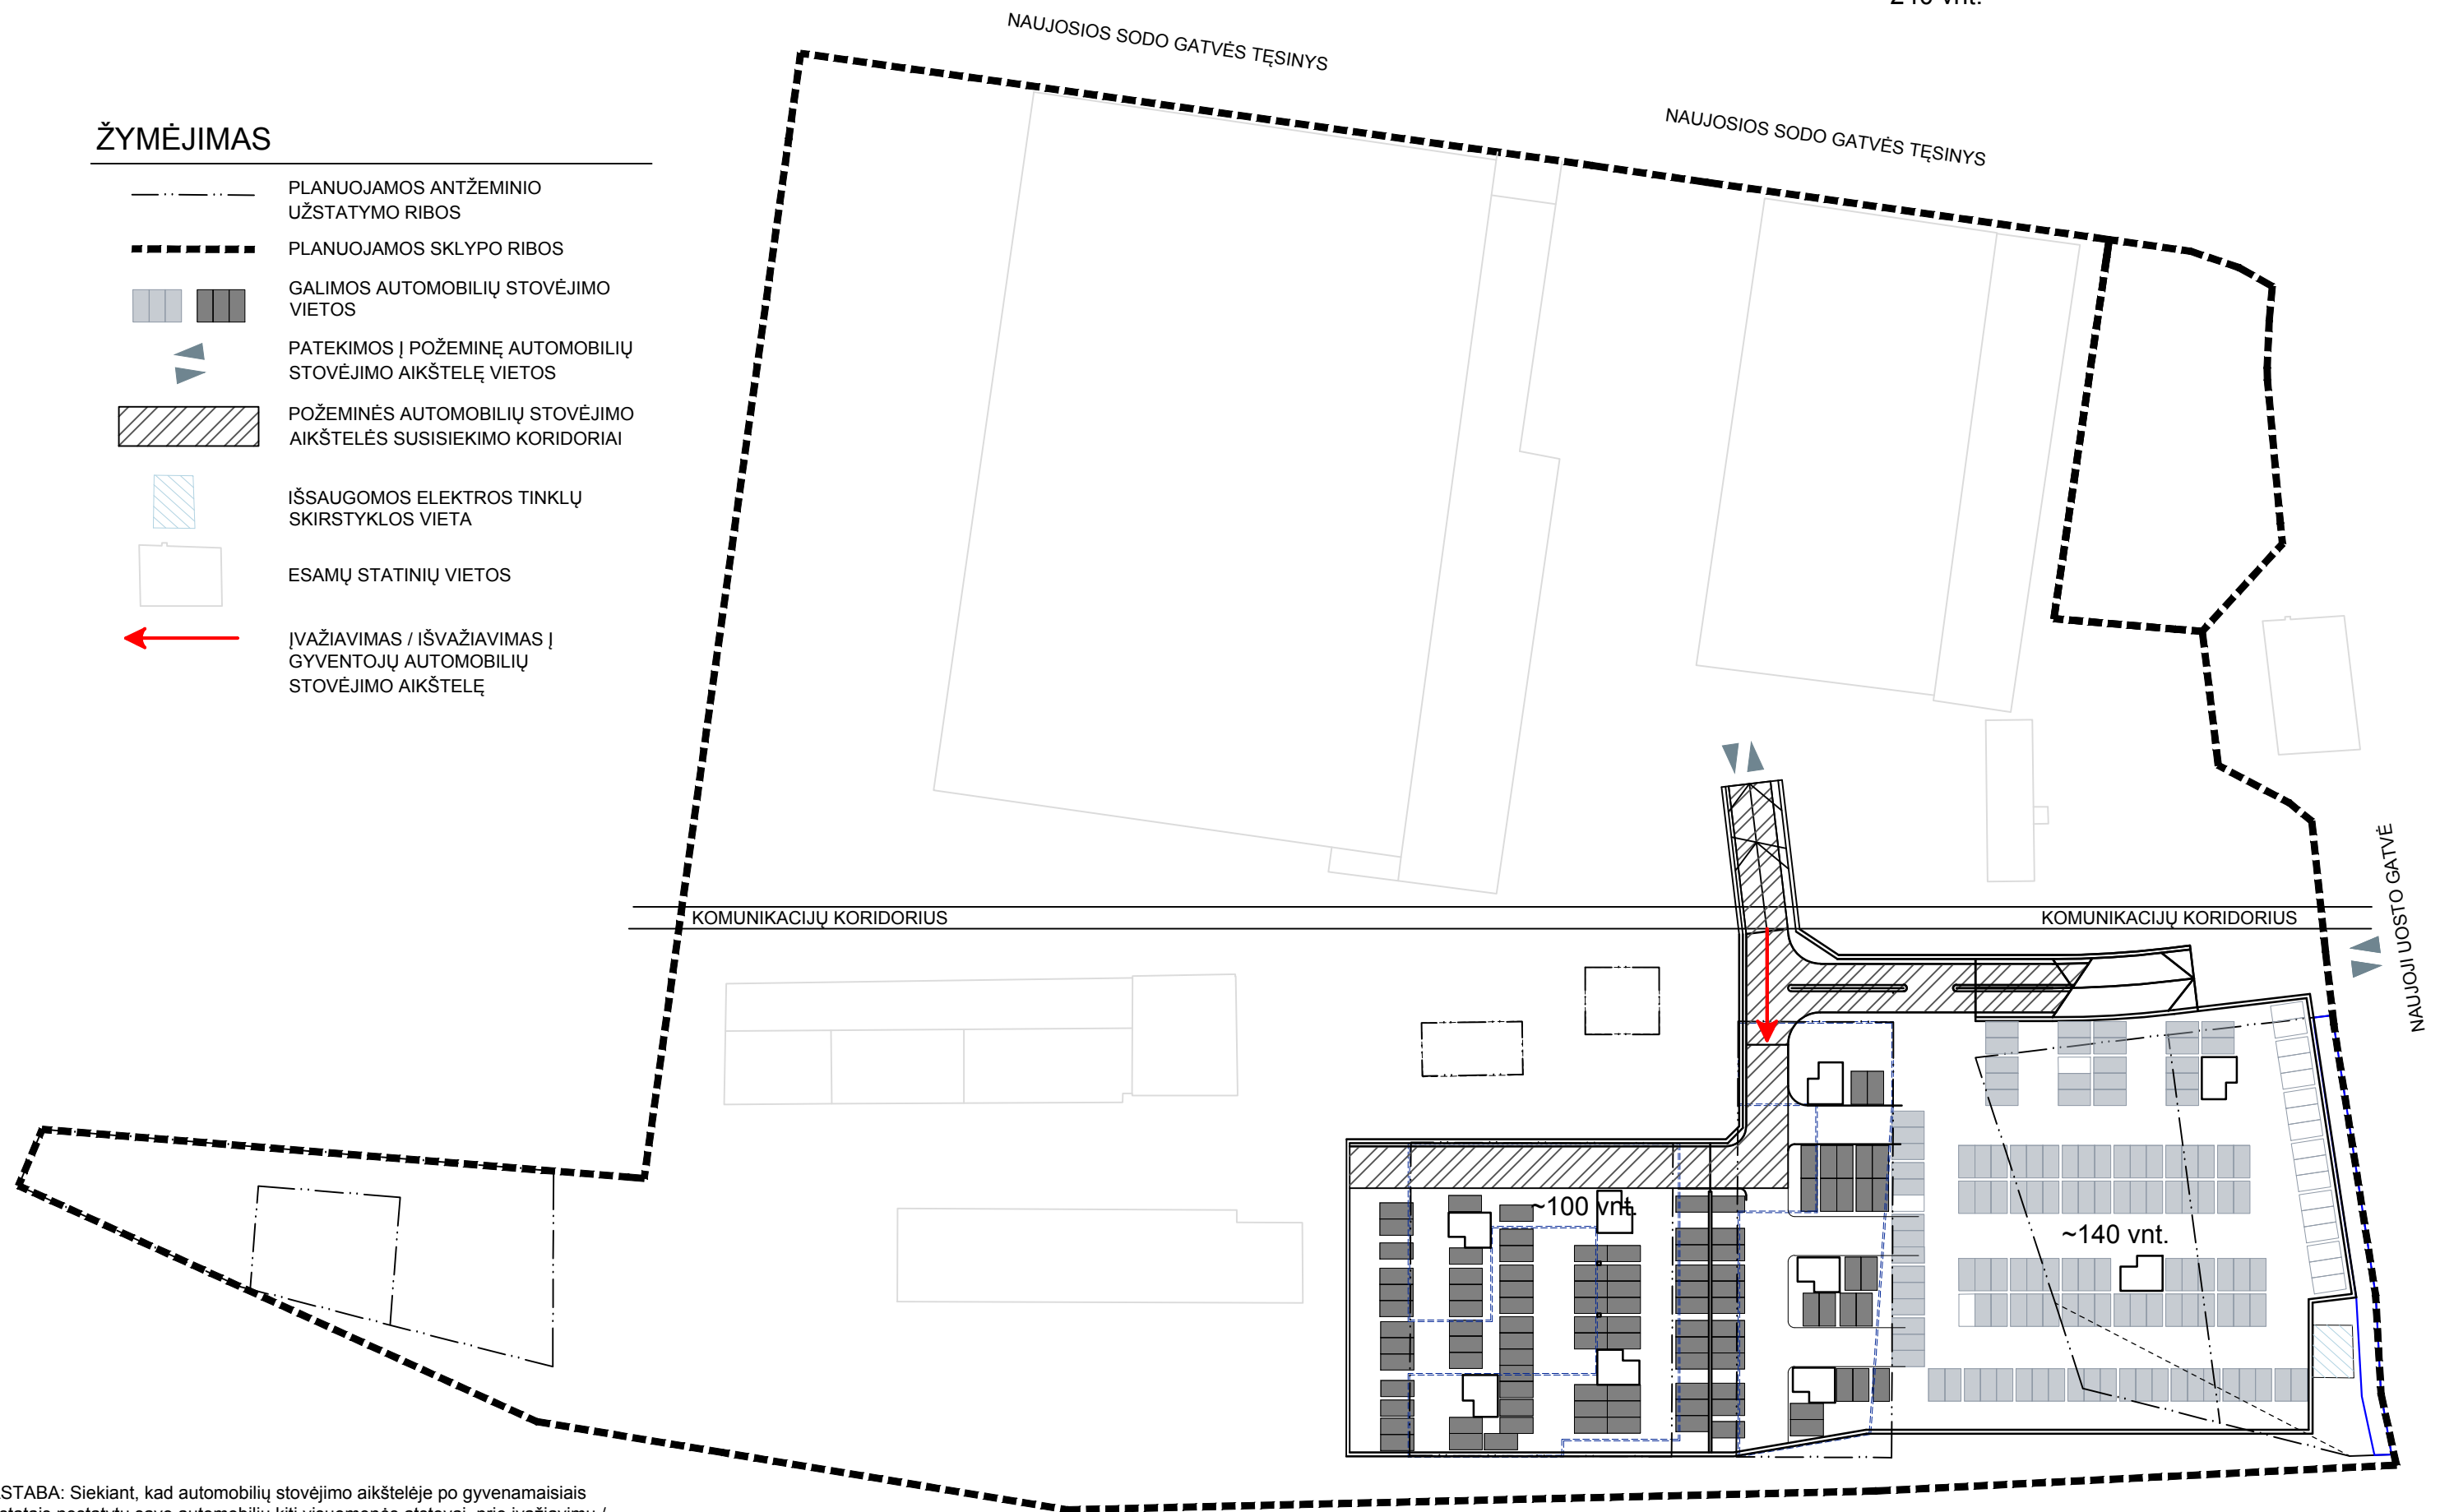 240 vnt.
NAUJOSIOS SODO GATVĖS TĘSINYS
NAUJOSIOS SODO GATVĖS TĘSINYS
ŽYMĖJIMAS
PLANUOJAMOS ANTŽEMINIO
UŽSTATYMO RIBOS
PLANUOJAMOS SKLYPO RIBOS
GALIMOS AUTOMOBILIŲ STOVĖJIMO
VIETOS
PATEKIMOS Į POŽEMINĘ AUTOMOBILIŲ
STOVĖJIMO AIKŠTELĘ VIETOS
POŽEMINĖS AUTOMOBILIŲ STOVĖJIMO
AIKŠTELĖS SUSISIEKIMO KORIDORIAI
IŠSAUGOMOS ELEKTROS TINKLŲ
SKIRSTYKLOS VIETA
ESAMŲ STATINIŲ VIETOS
ĮVAŽIAVIMAS / IŠVAŽIAVIMAS Į
GYVENTOJŲ AUTOMOBILIŲ
STOVĖJIMO AIKŠTELĘ
NAUJOJI UOSTO GATVĖ
KOMUNIKACIJŲ KORIDORIUS
KOMUNIKACIJŲ KORIDORIUS
~100 vnt.
~140 vnt.
STABA: Siekiant, kad automobilių stovėjimo aikštelėje po gyvenamaisiais